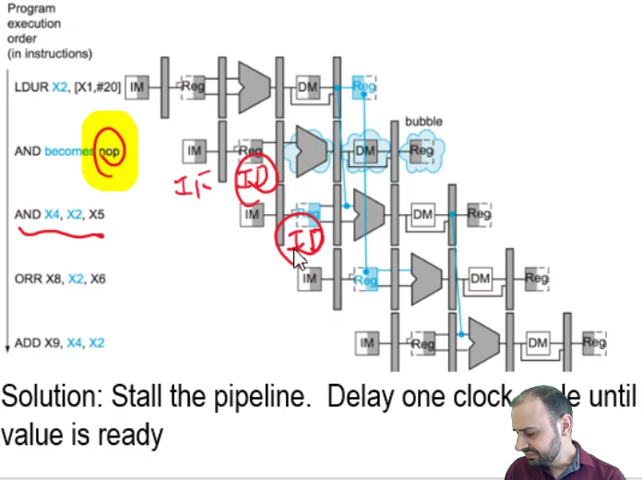 Program
execution
order
(in instructions)
LDUR X2, [X1,#20] IM Reg DM Reg
bubble
AND becomes nop IM Reg DM Reg
IF ID
AND X4, X2, X5 IM Reg DM Reg
ID
ORR X8, X2, X6 IM Reg DM Reg
ADD X9, X4, X2 IM Reg DM Reg
Solution: Stall the pipeline. Delay one clock until
value is ready